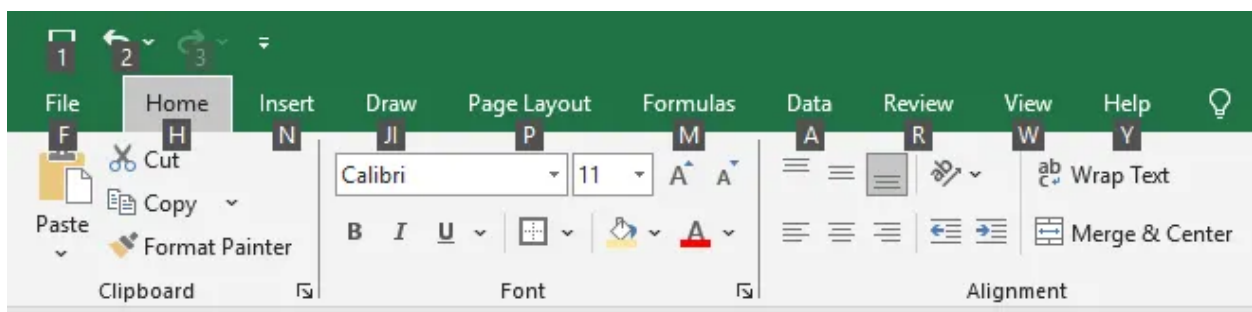 1 2 3
File Home Insert Draw Page Layout Formulas Data Review View Help
F H N JI P M A R W Y
Cut
Calibri 11 A A ab Wrap Text
Copy
Paste
B I U A Merge & Center
Format Painter
Clipboard Font Alignment